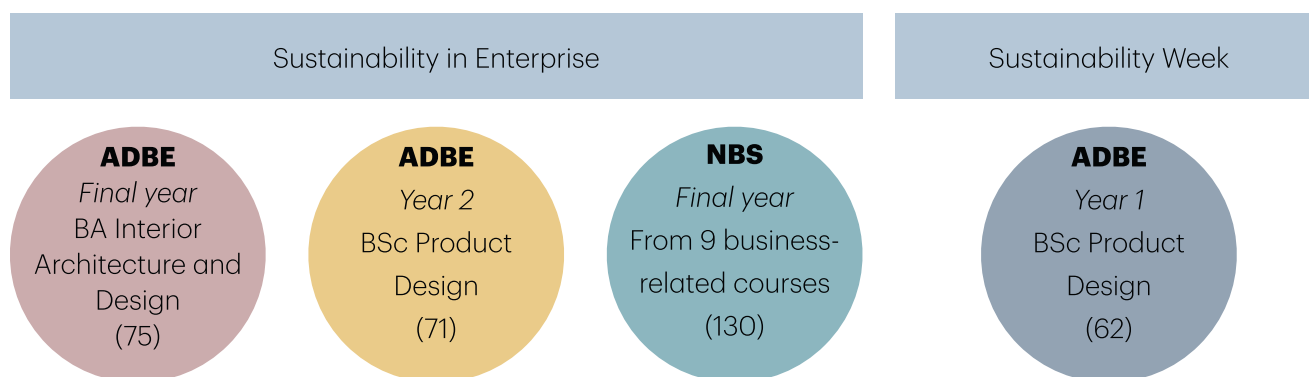 Sustainability in Enterprise
Sustainability Week
ADBE
Final year
BA Interior
Architecture and
Design
(75)
ADBE
Year 2
BSc Product
Design
(71)
NBS
Final year
From 9 business-
related courses
(130)
ADBE
Year 1
BSc Product
Design
(62)